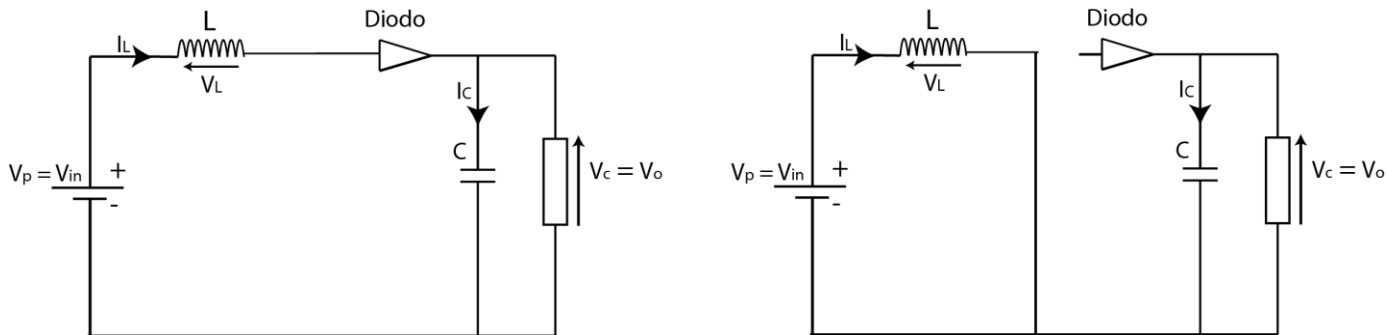 L
Diodo
IL
VL
IC
C
Vp = Vin
+
-
Vc = Vo
L
Diodo
IL
VL
IC
C
Vp = Vin
+
-
Vc = Vo